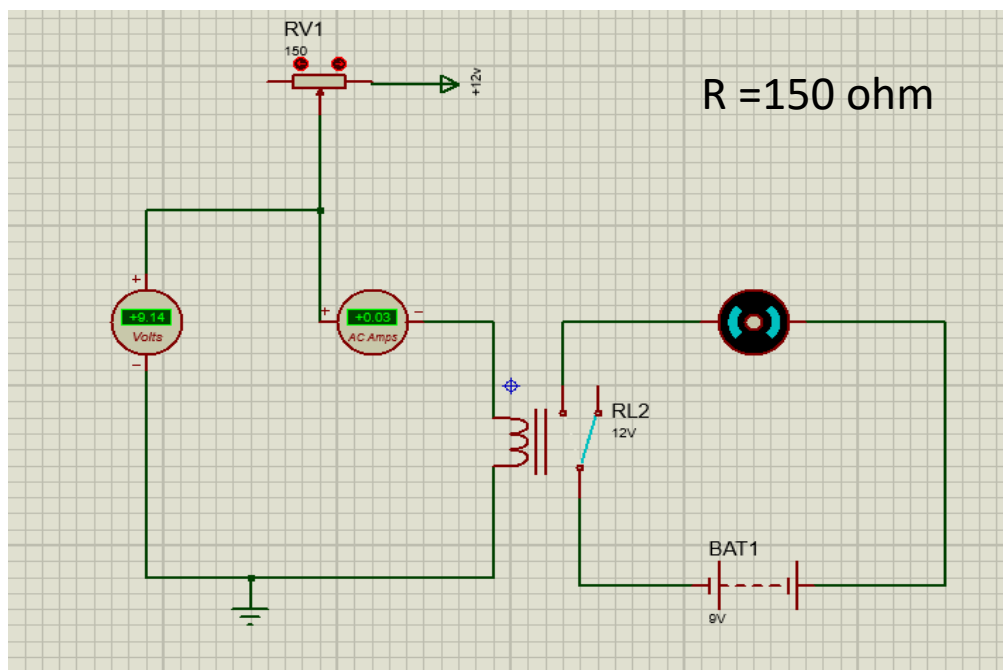 RV1
150
+12v
R =150 ohm
+
+9.14
Volts
−
+
−
+0.03
AC Amps
RL2
12V
BAT1
9V